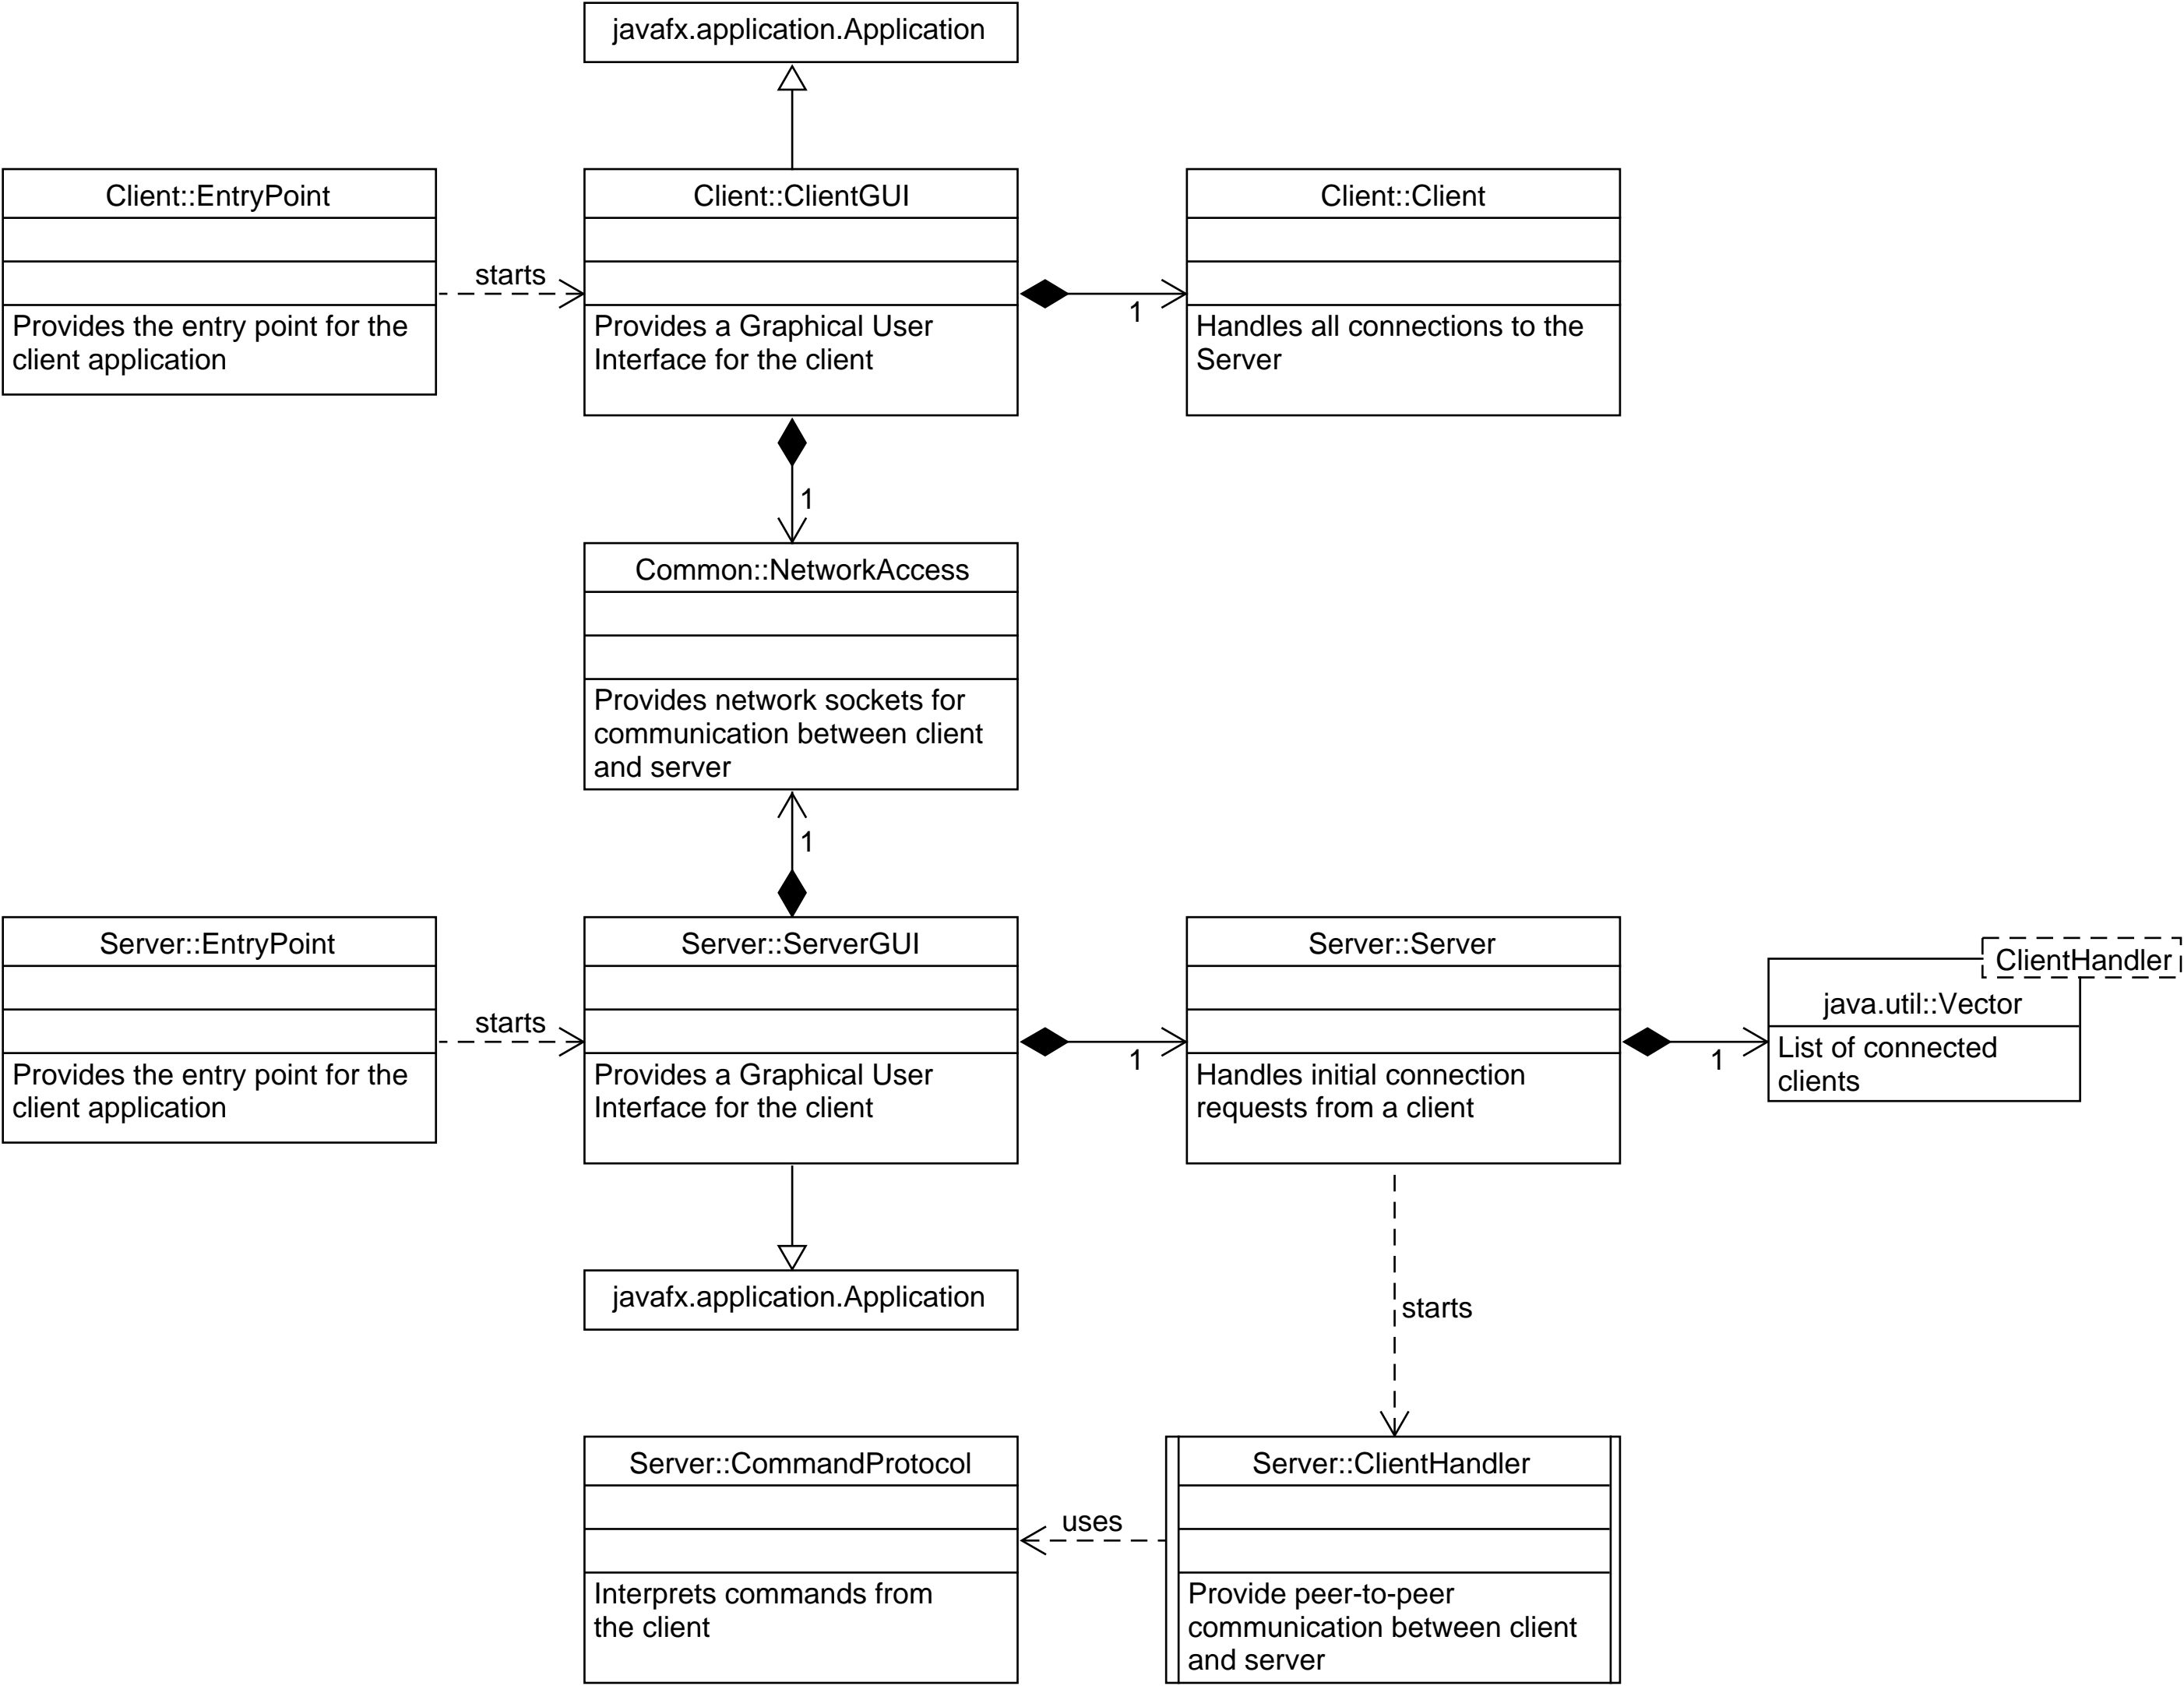 javafx.application.Application
Client::EntryPoint
Provides the entry point for the
client application
starts
Client::ClientGUI
Provides a Graphical User
Interface for the client
1
Client::Client
Handles all connections to the
Server
1
Common::NetworkAccess
Provides network sockets for
communication between client
and server
1
Server::EntryPoint
Provides the entry point for the
client application
starts
Server::ServerGUI
Provides a Graphical User
Interface for the client
1
Server::Server
Handles initial connection
requests from a client
1
ClientHandler
java.util::Vector
List of connected
clients
javafx.application.Application
starts
Server::CommandProtocol
Interprets commands from
the client
uses
Server::ClientHandler
Provide peer-to-peer
communication between client
and server